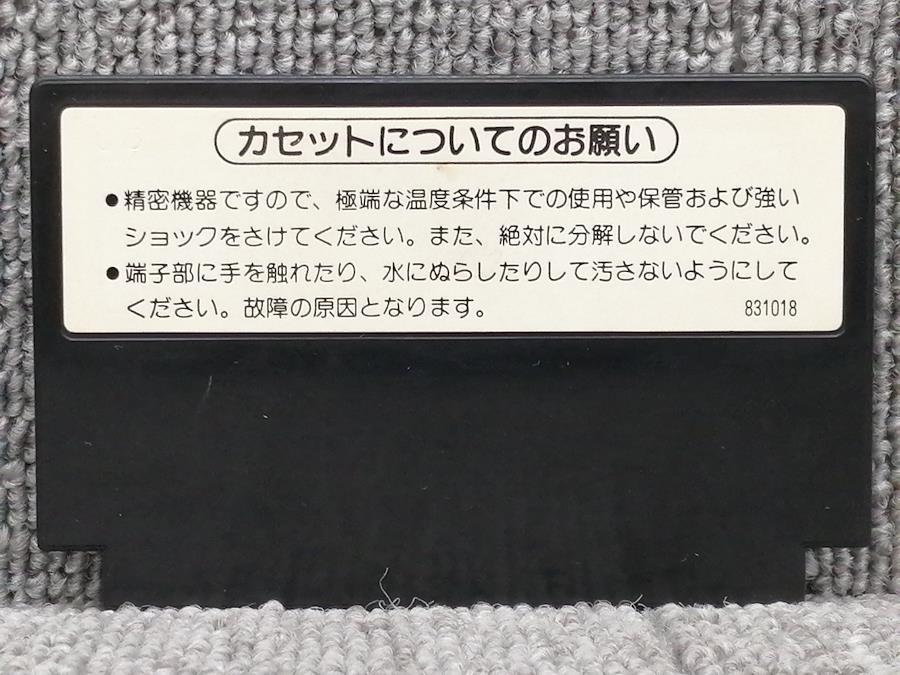 カセットについてのお願い
●精密機器ですので、極端な温度条件下での使用や保管および強い
ショックをさけてください。また、絶対に分解しないでください。
●端子部に手を触れたり、水にぬらしたりして汚さないようにして
ください。故障の原因となります。 831018